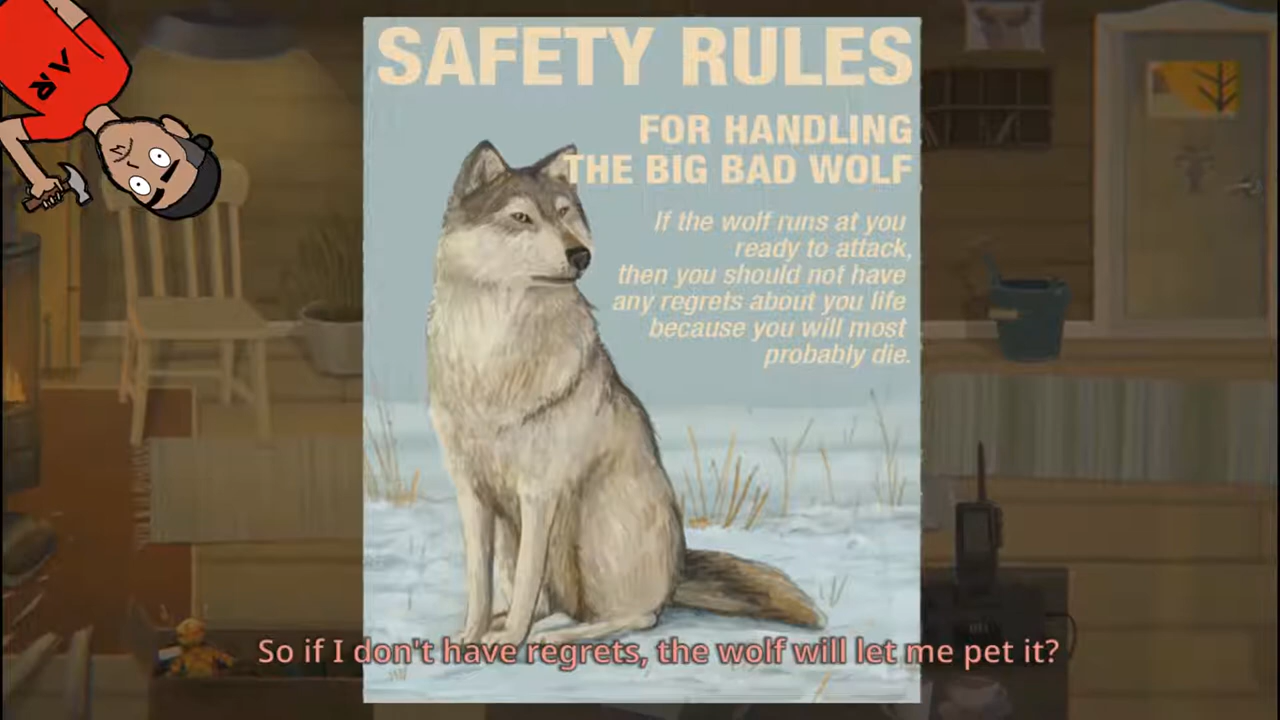 SAFETY RULES
FOR HANDLING
THE BIG BAD WOLF
If the wolf runs at you
ready to attack,
then you should not have
any regrets about you life
because you will most
probably die.
So if I don't have regrets, the wolf will let me pet it?